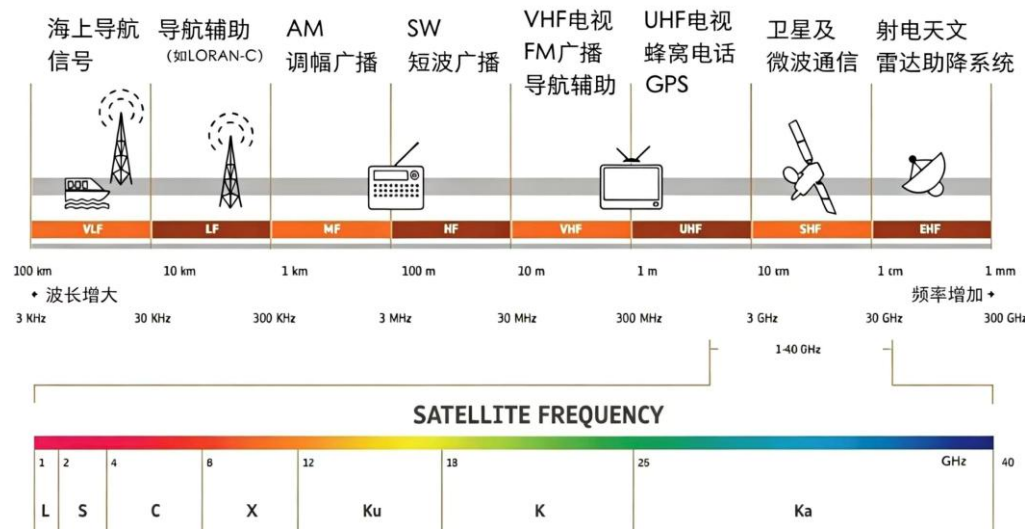 海上导航
信号
导航辅助
(如LORAN-C)
AM
调幅广播
SW
短波广播
VHF电视
FM广播
导航辅助
UHF电视
蜂窝电话
GPS
卫星及
微波通信
射电天文
雷达助降系统
VLF LF MF HF VHF UHF SHF EHF
100 km 10 km 1 km 100 m 10 m 1 m 10 cm 1 cm 1 mm
波长增大 频率增加
3 KHz 30 KHz 300 KHz 3 MHz 30 MHz 300 MHz 3 GHz 30 GHz 300 GHz
1-40 GHz
SATELLITE FREQUENCY
1 2 4 8 12 18 25 GHz 40
L S C X Ku K Ka